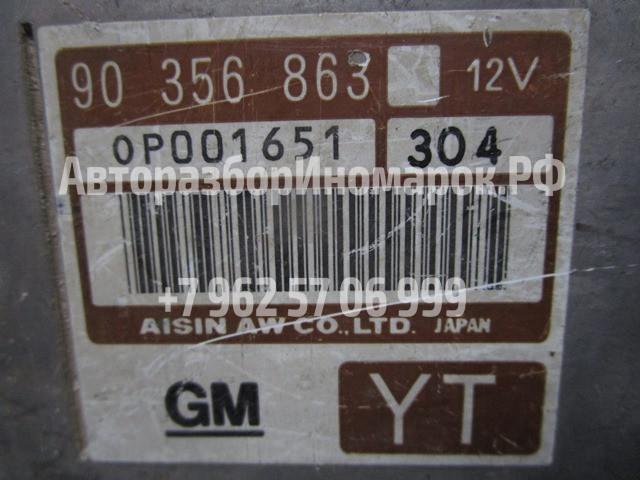 90 356 863 12V
0P001651 304
АвторазборИномарок.РФ
+7 962 57 06 999
AISIN AW CO.,LTD. JAPAN
GM YT